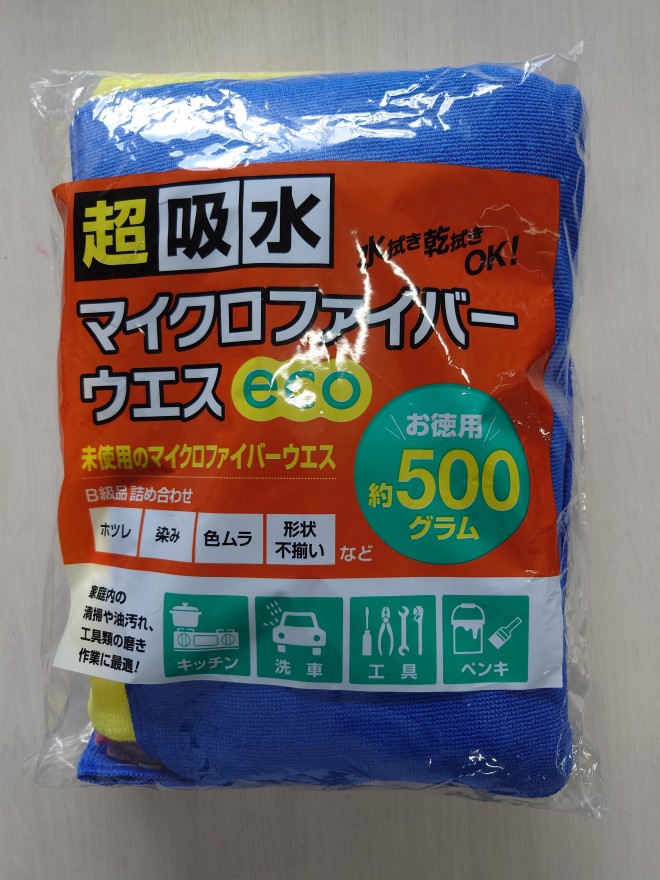 超吸水
水拭き乾拭き
OK!
マイクロファイバー
ウエス eco
未使用のマイクロファイバーウエス
B級品 詰め合わせ
ホツレ 染み 色ムラ 形状
不揃い など
お徳用
約500
グラム
家庭内の
清掃や油汚れ、
工具類の磨き
作業に最適!
キッチン 洗車 工具 ペンキ